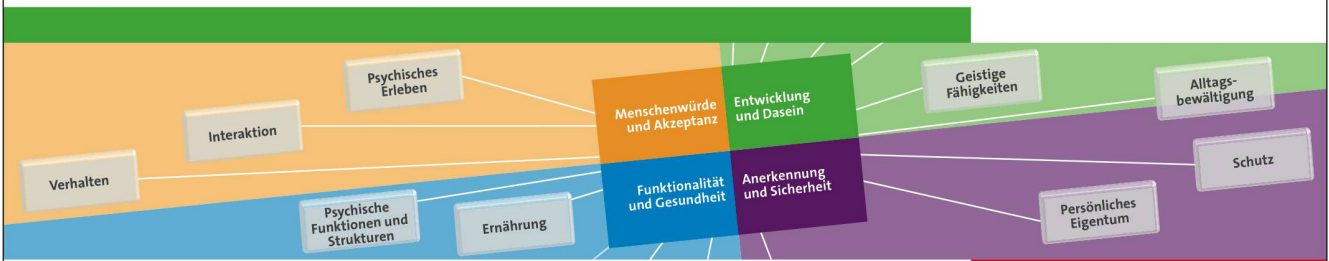 Psychisches
Erleben
Interaktion
Verhalten
Menschenwürde
und Akzeptanz
Entwicklung
und Dasein
Geistige
Fähigkeiten
Alltags-
bewältigung
Schutz
Psychische
Funktionen und
Strukturen
Ernährung
Funktionalität
und Gesundheit
Anerkennung
und Sicherheit
Persönliches
Eigentum